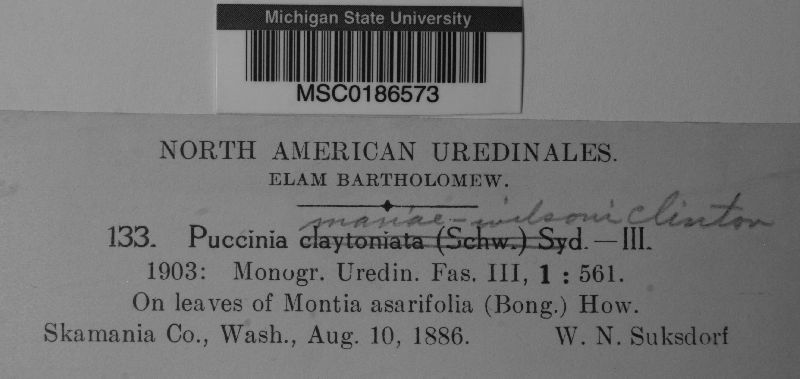 Michigan State University
MSC0186573
NORTH AMERICAN UREDINALES.
ELAM BARTHOLOMEW.
mariae-wilsoni Clinton
133. Puccinia claytoniata (Schw.) Syd.—III.
1903: Monogr. Uredin. Fas. III, 1 : 561.
On leaves of Montia asarifolia (Bong.) How.
Skamania Co., Wash., Aug. 10, 1886. W. N. Suksdorf